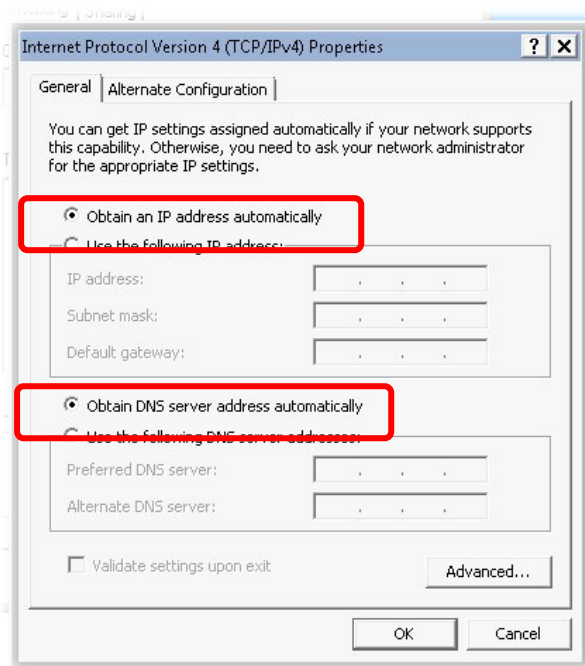 Sharing
Internet Protocol Version 4 (TCP/IPv4) Properties
General
Alternate Configuration
You can get IP settings assigned automatically if your network supports
this capability. Otherwise, you need to ask your network administrator
for the appropriate IP settings.
Obtain an IP address automatically
Use the following IP address:
IP address:
Subnet mask:
Default gateway:
Obtain DNS server address automatically
Use the following DNS server addresses:
Preferred DNS server:
Alternate DNS server:
Validate settings upon exit
Advanced...
OK
Cancel